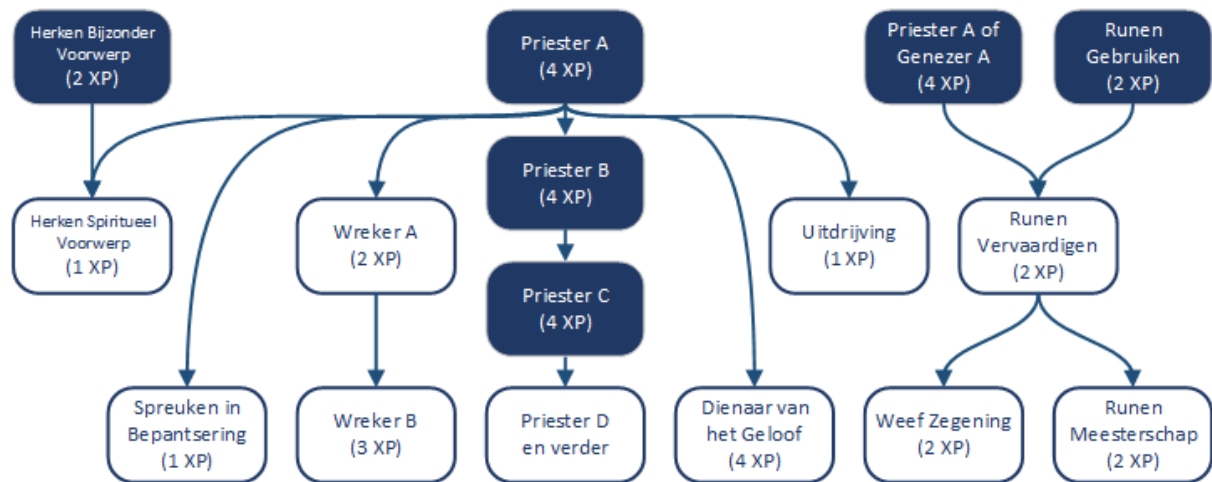 Herken Bijzonder
Voorwerp
(2 XP)
Priester A
(4 XP)
Priester A of
Genezer A
(4 XP)
Runen
Gebruiken
(2 XP)
Priester B
(4 XP)
Herken Spiritueel
Voorwerp
(1 XP)
Wreker A
(2 XP)
Uitdrijving
(1 XP)
Runen
Vervaardigen
(2 XP)
Priester C
(4 XP)
Spreuken in
Bepantsering
(1 XP)
Wreker B
(3 XP)
Priester D
en verder
Dienaar van
het Geloof
(4 XP)
Weef Zegening
(2 XP)
Runen
Meesterschap
(2 XP)